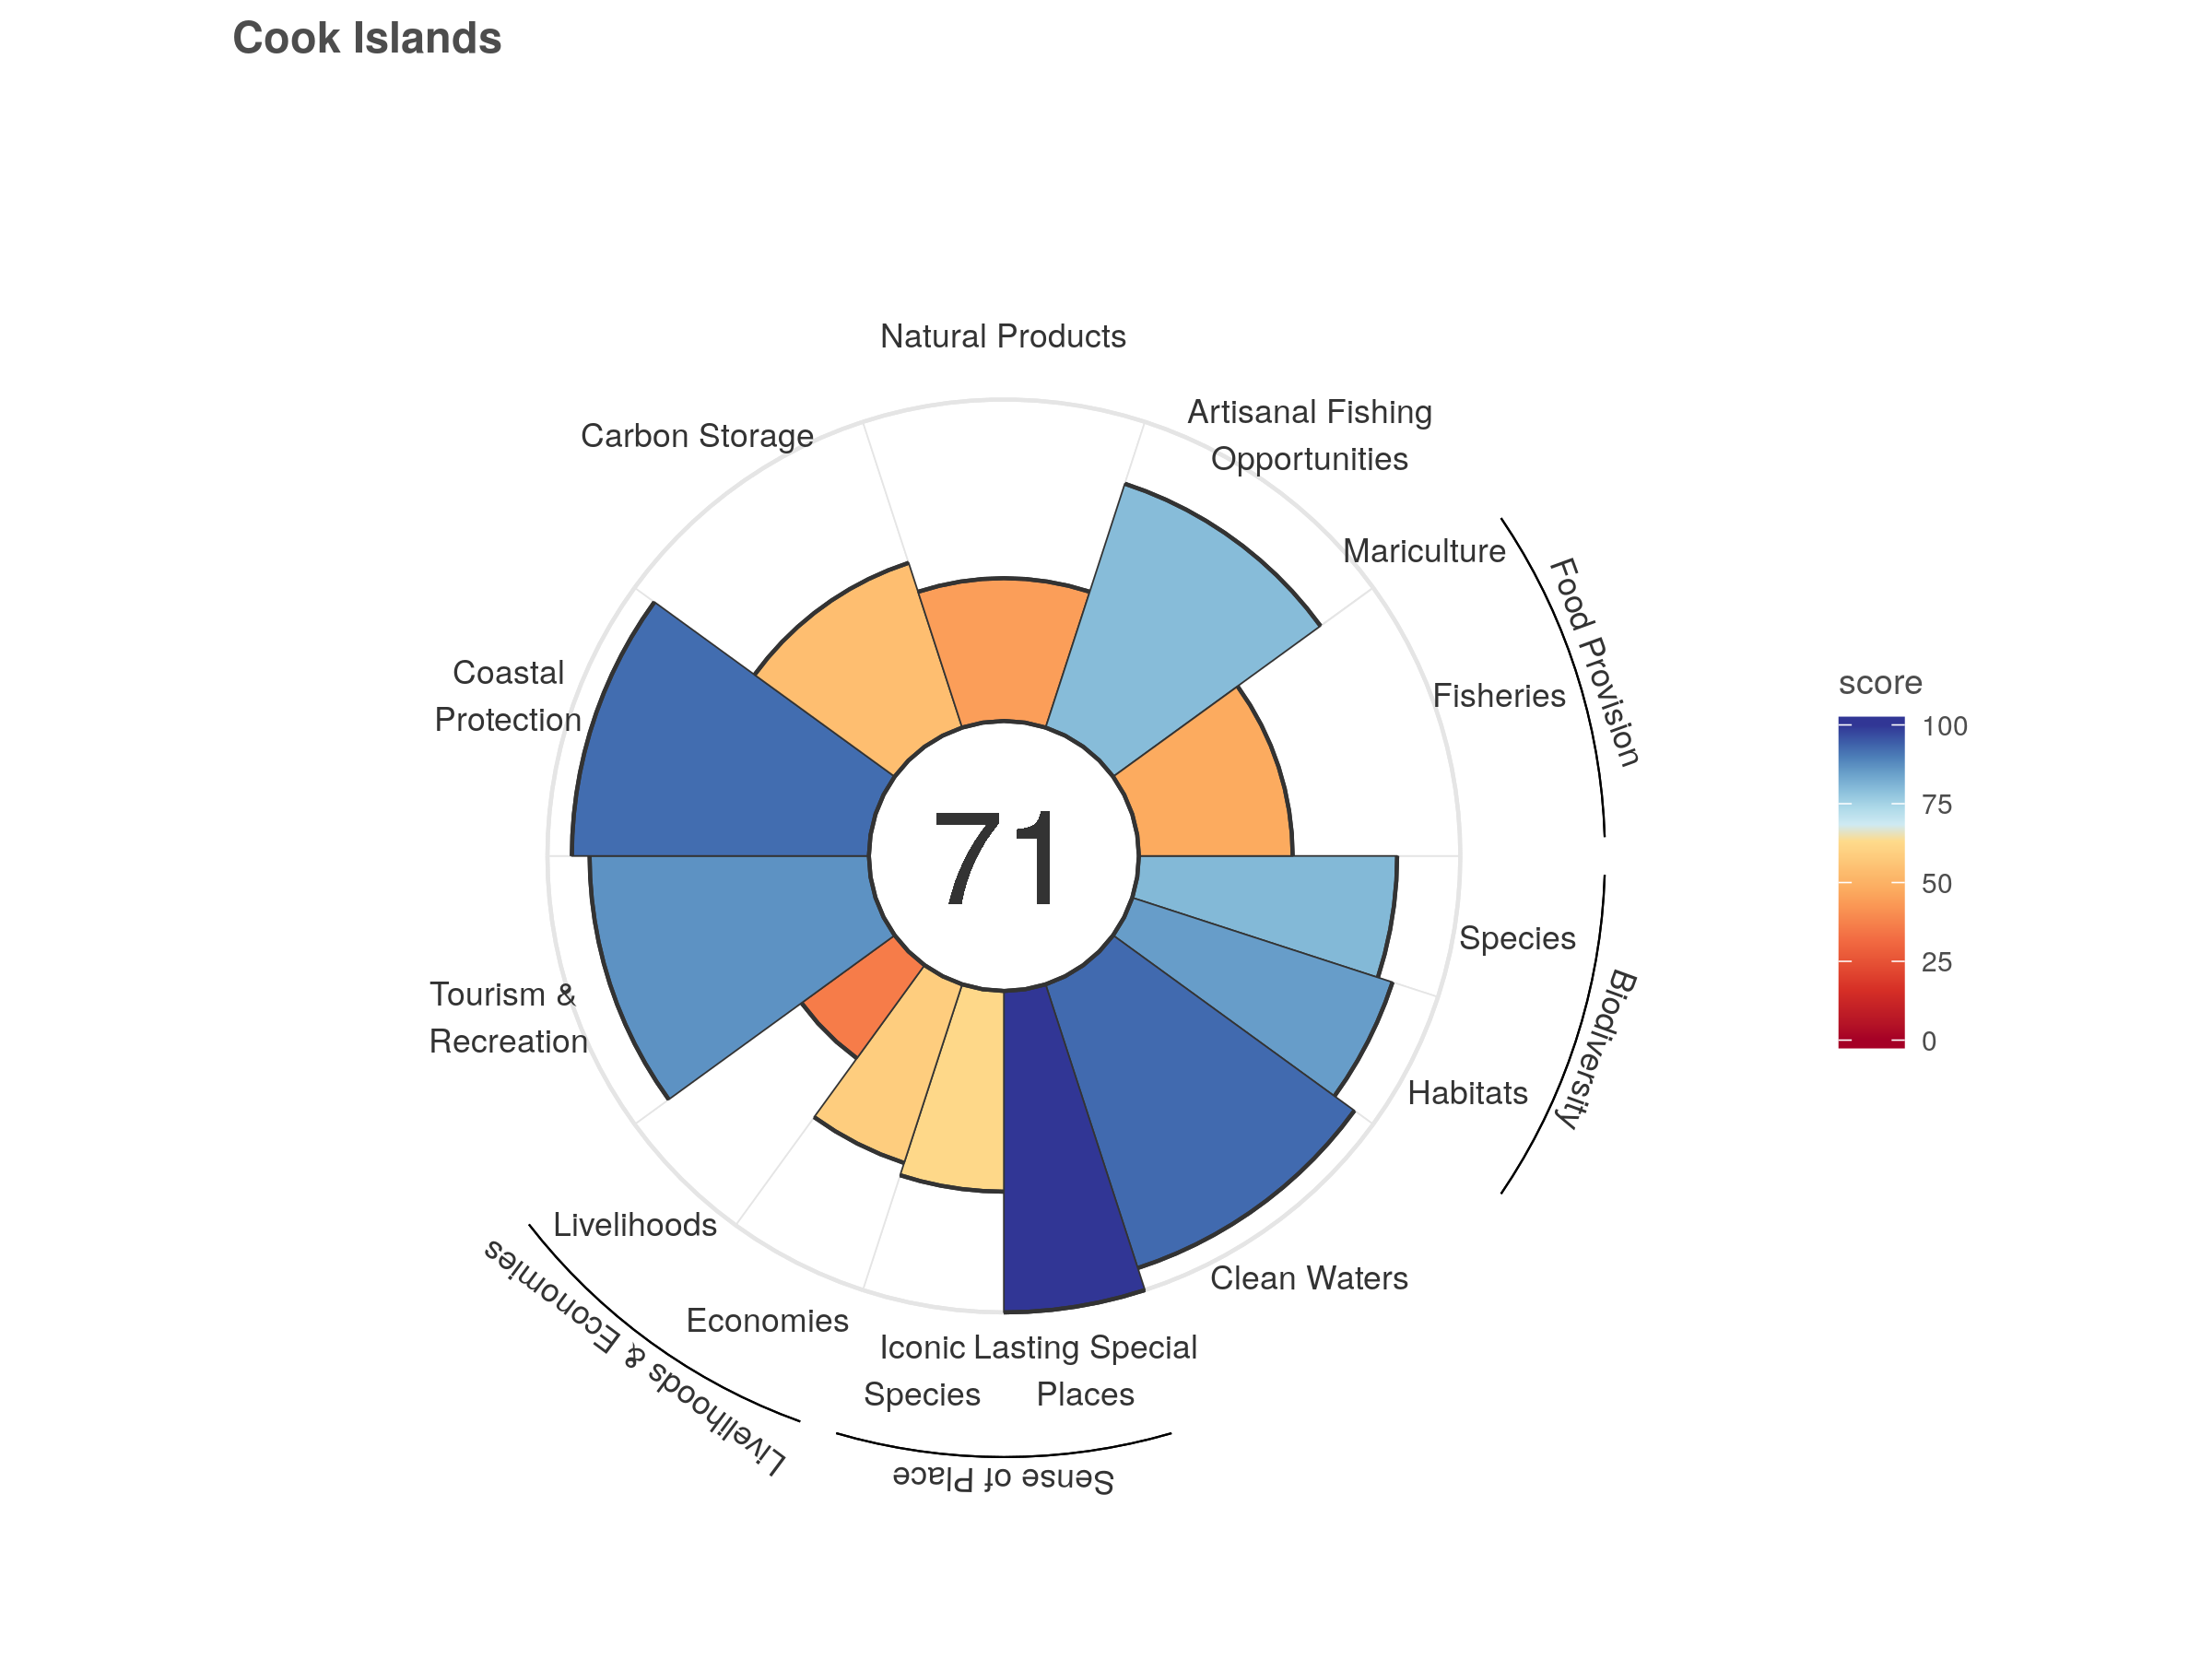 Cook Islands
Natural Products
Artisanal Fishing
Opportunities
Carbon Storage
Mariculture
Food Provision
Fisheries
Coastal
Protection
score
100
75
50
25
0
71
Species
Biodiversity
Tourism &
Recreation
Habitats
Livelihoods
Clean Waters
Economies
Livelihoods & Economies
Iconic
Species
Lasting Special
Places
Sense of Place